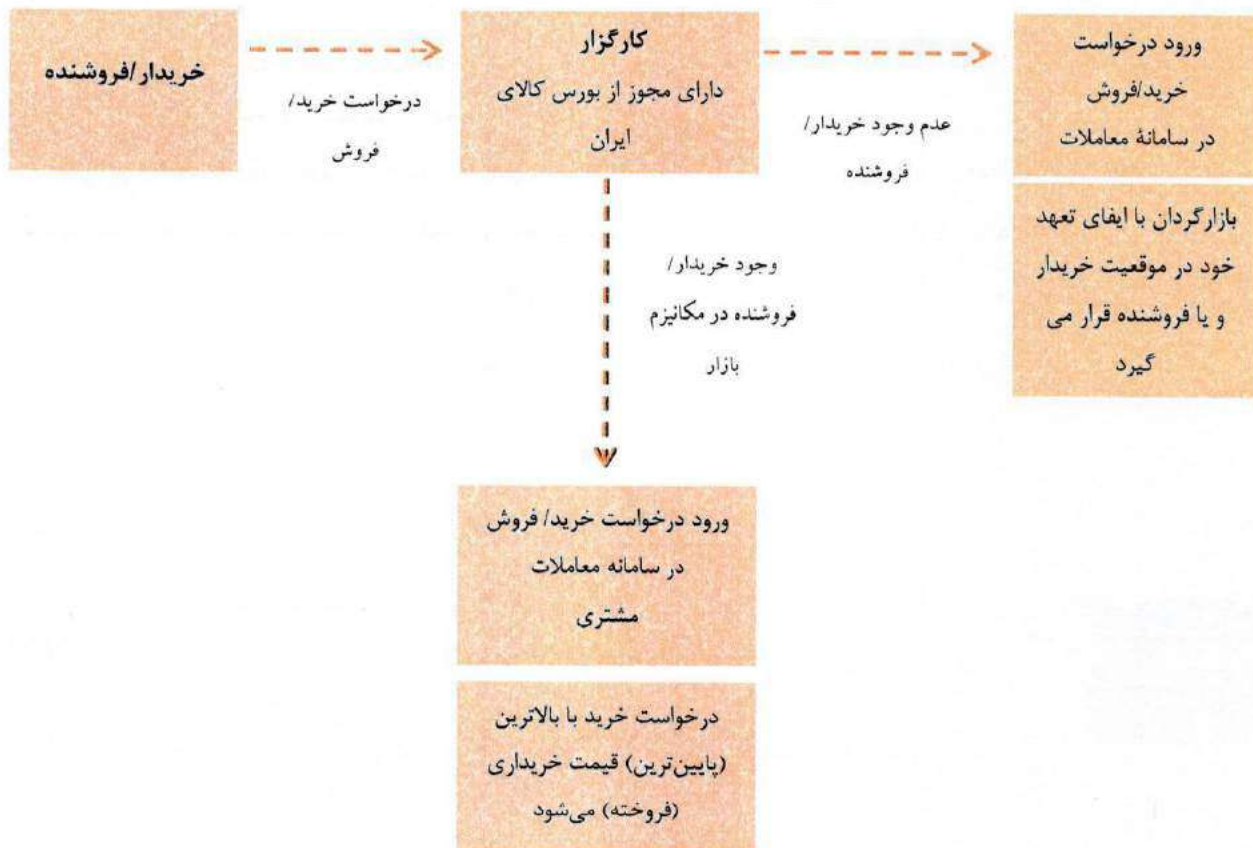 خریدار/فروشنده
درخواست خرید/
فروش
کارگزار
دارای مجوز از بورس کالای
ایران
عدم وجود خریدار/
فروشنده
ورود درخواست
خرید/فروش
در سامانهٔ معاملات
بازارگردان با ایفای تعهد
خود در موقعیت خریدار
و یا فروشنده قرار می
گیرد
وجود خریدار/
فروشنده در مکانیزم
بازار
ورود درخواست خرید/ فروش
در سامانه معاملات
مشتری
درخواست خرید با بالاترین
(پایین‌ترین) قیمت خریداری
(فروخته) می‌شود